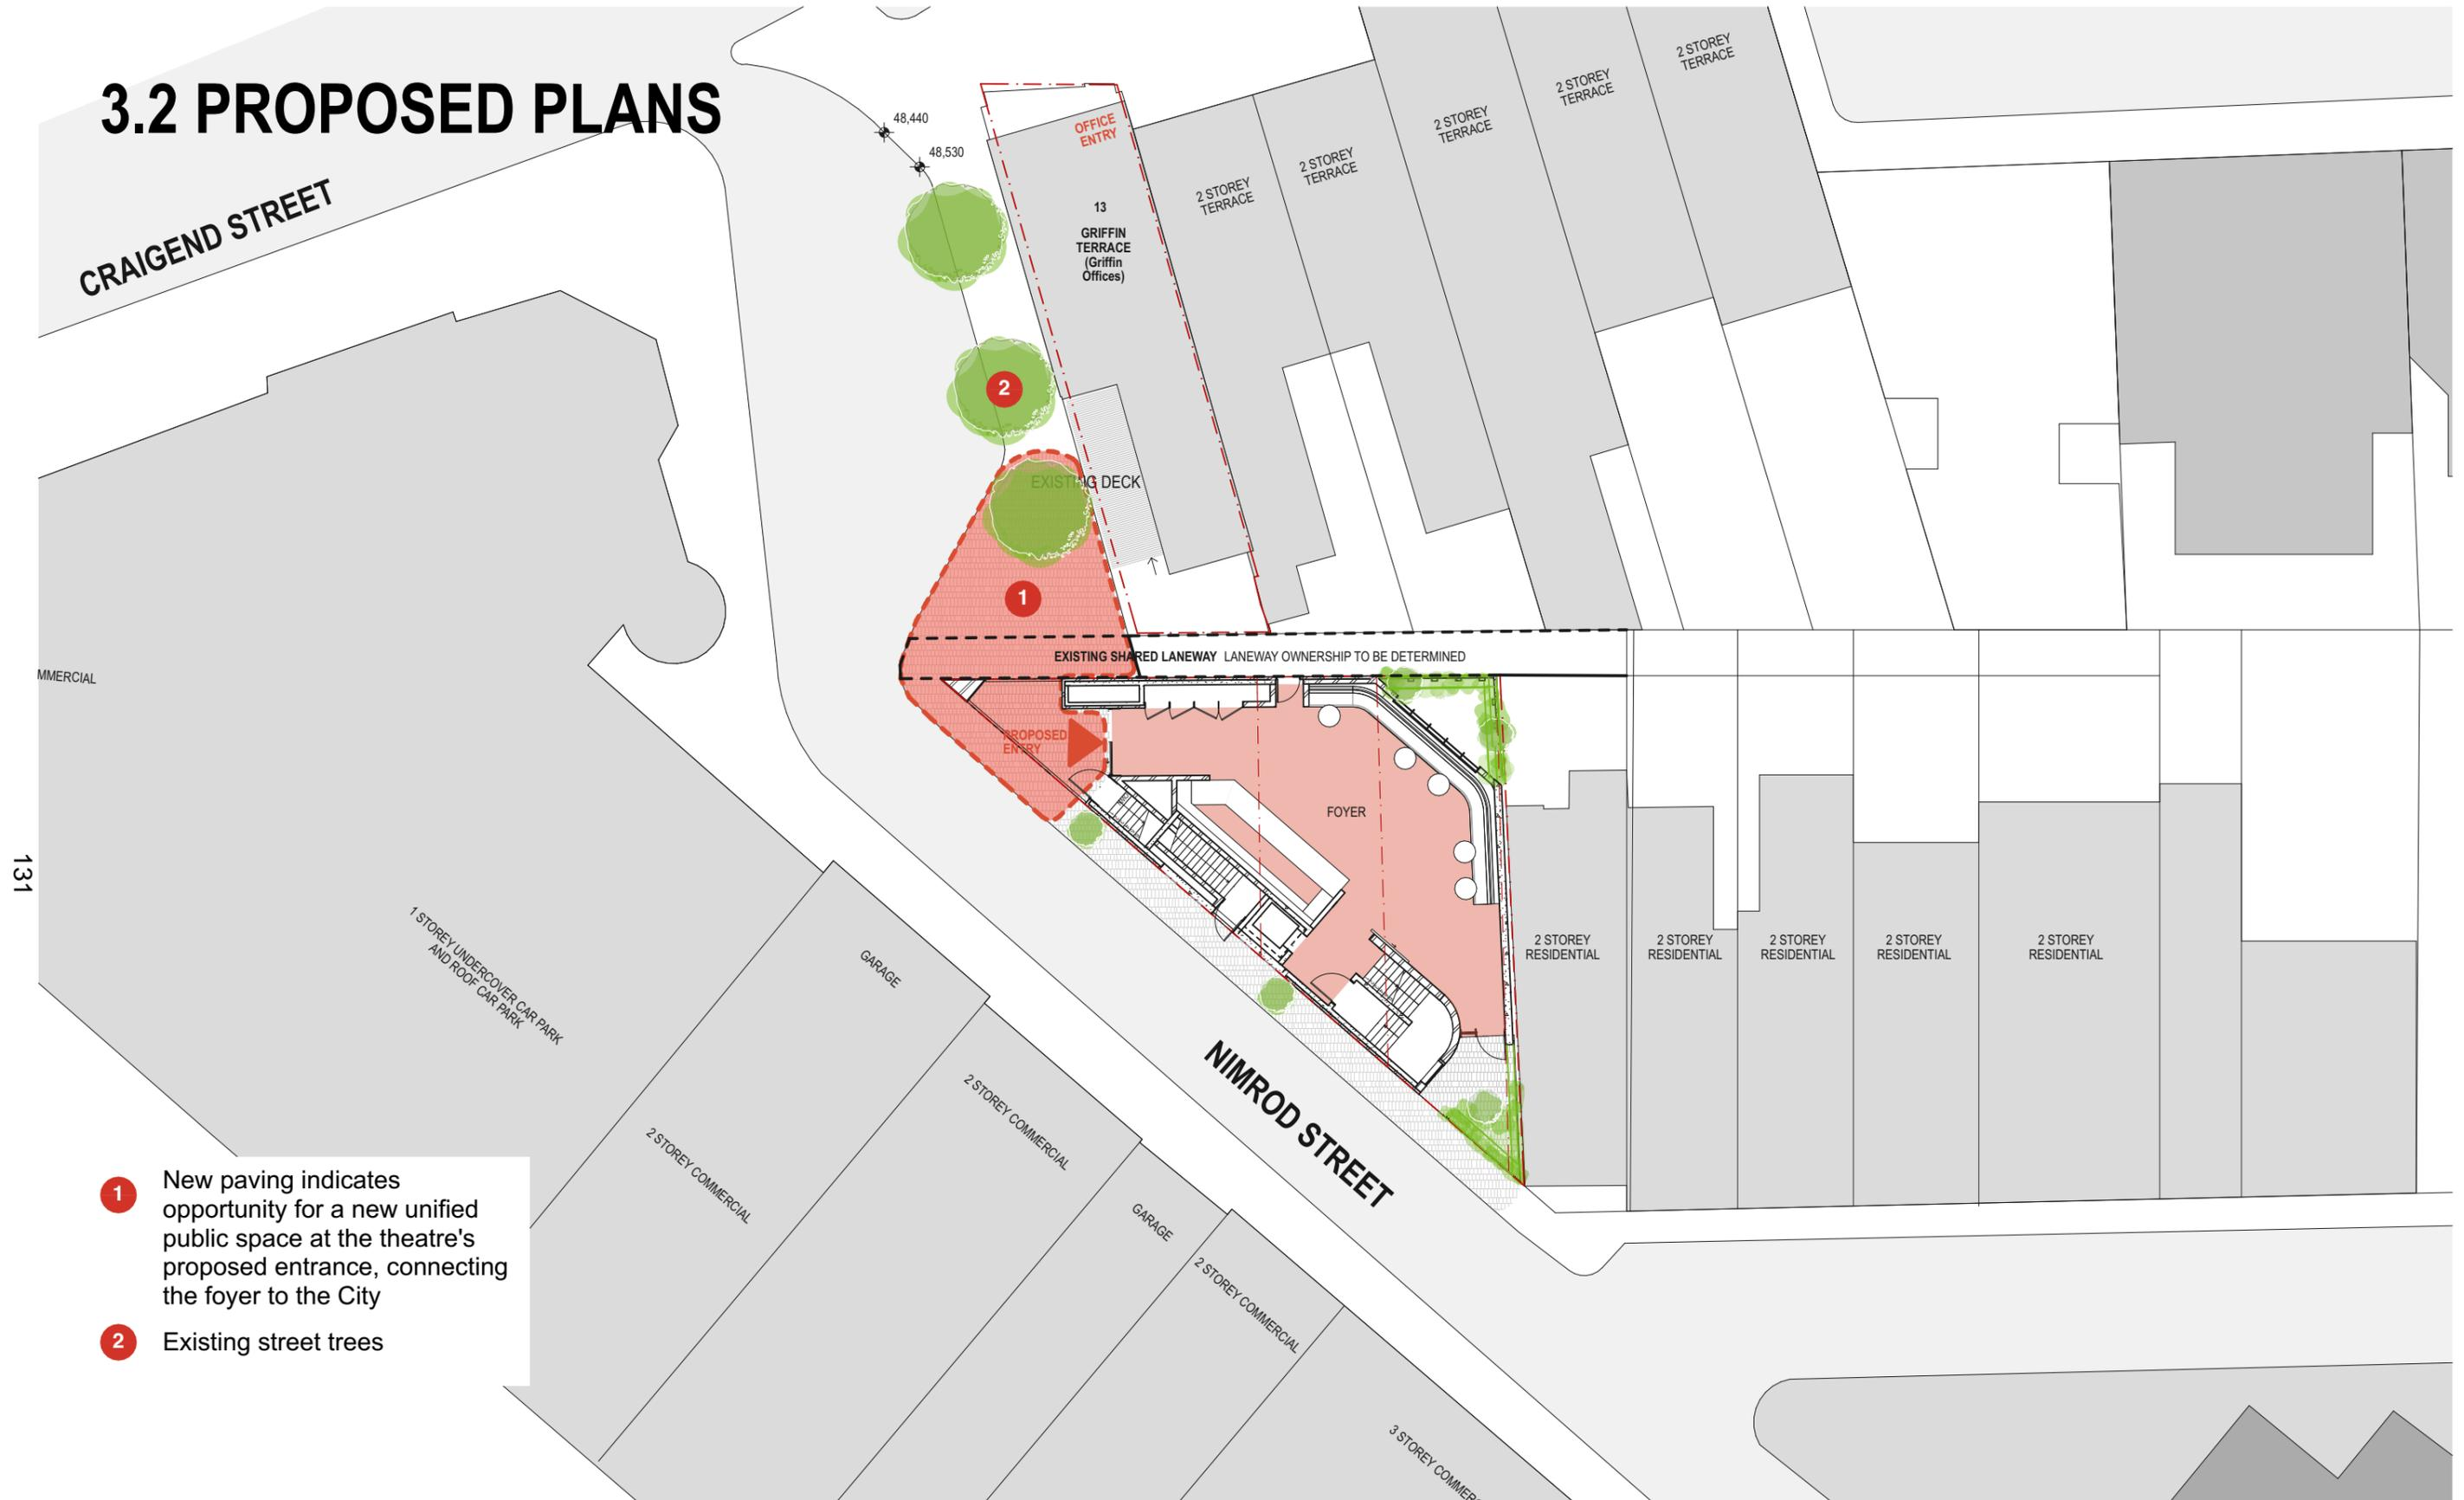 3.2 PROPOSED PLANS
CRAIGEND STREET
48,440
48,530
OFFICE
ENTRY
13
GRIFFIN
TERRACE
(Griffin
Offices)
2 STOREY
TERRACE
2 STOREY
TERRACE
2 STOREY
TERRACE
2 STOREY
TERRACE
2 STOREY
TERRACE
2
EXISTING DECK
1
EXISTING SHARED LANEWAY LANEWAY OWNERSHIP TO BE DETERMINED
MMERCIAL
PROPOSED
ENTRY
FOYER
131
1 STOREY UNDERCOVER CAR PARK
AND ROOF CAR PARK
GARAGE
2 STOREY
RESIDENTIAL
2 STOREY
RESIDENTIAL
2 STOREY
RESIDENTIAL
2 STOREY
RESIDENTIAL
2 STOREY
RESIDENTIAL
NIMROD STREET
2 STOREY COMMERCIAL
2 STOREY COMMERCIAL
GARAGE
2 STOREY COMMERCIAL
3 STOREY COMMER
1
New paving indicates
opportunity for a new unified
public space at the theatre's
proposed entrance, connecting
the foyer to the City
2
Existing street trees